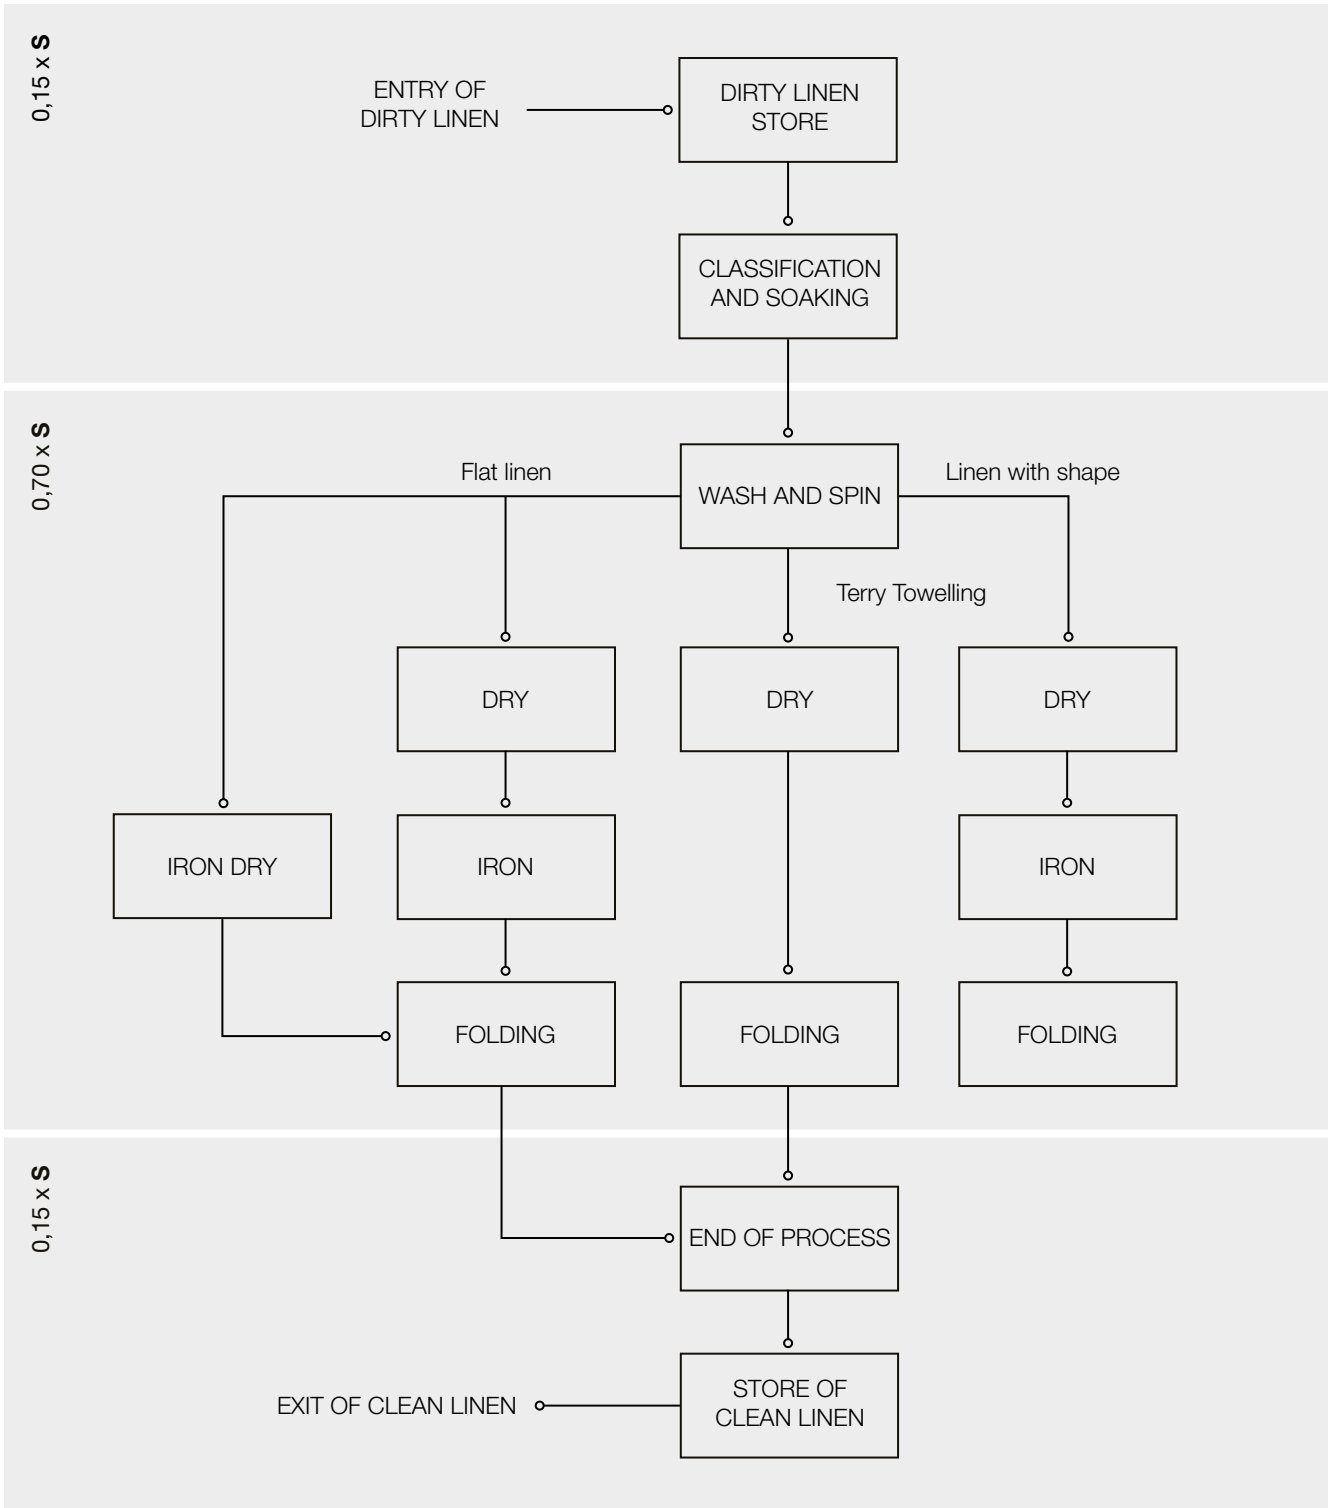 0,15 x S
ENTRY OF
DIRTY LINEN
DIRTY LINEN
STORE
CLASSIFICATION
AND SOAKING
0,70 x S
Flat linen
WASH AND SPIN
Linen with shape
Terry Towelling
DRY
DRY
DRY
IRON DRY
IRON
IRON
FOLDING
FOLDING
FOLDING
0,15 x S
END OF PROCESS
STORE OF
CLEAN LINEN
EXIT OF CLEAN LINEN